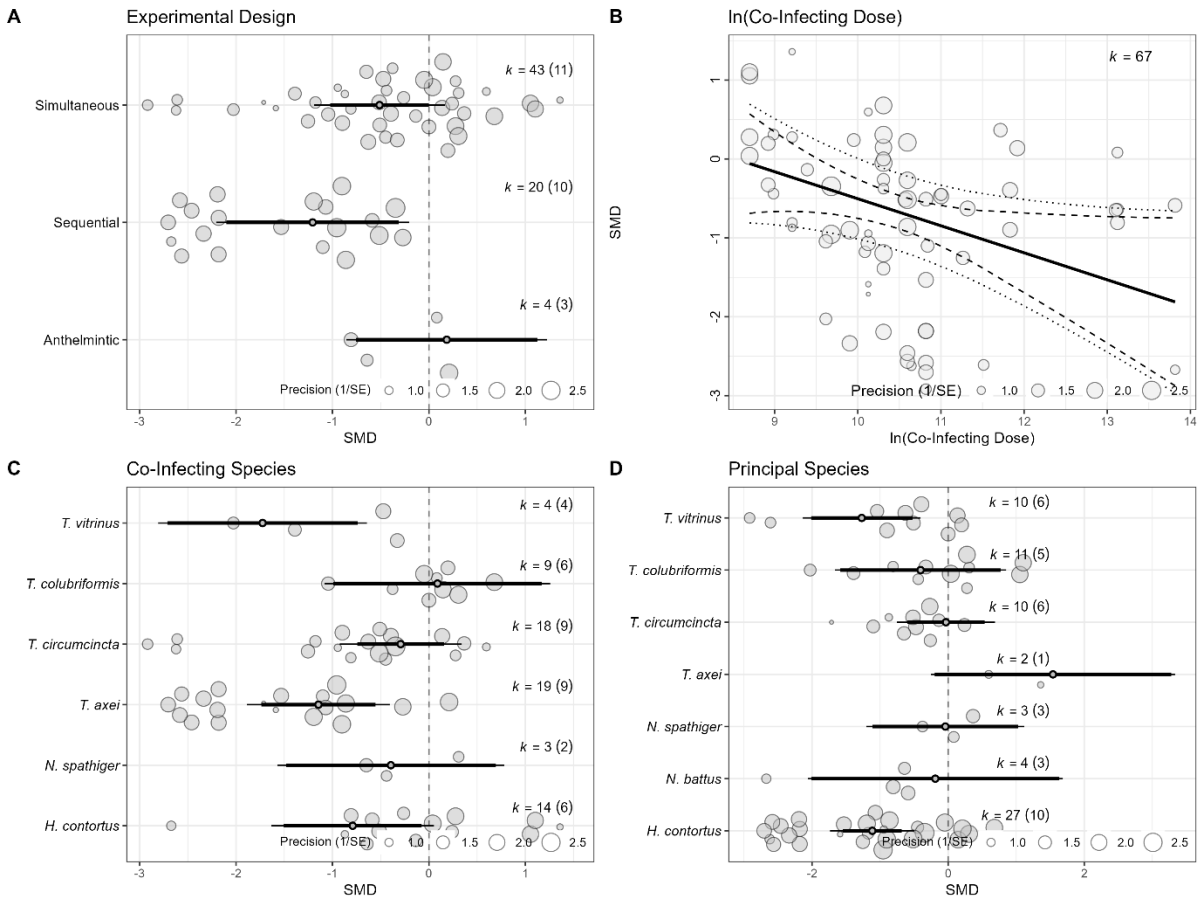 A Experimental Design
k = 43 (11)
Simultaneous
k = 20 (10)
Sequential
k = 4 (3)
Anthelmintic
Precision (1/SE) 1.0 1.5 2.0 2.5
-3 -2 -1 0 1
SMD
B ln(Co-Infecting Dose)
k = 67
1
0
-1
-2
-3
SMD
Precision (1/SE) 1.0 1.5 2.0 2.5
9 10 11 12 13 14
ln(Co-Infecting Dose)
C Co-Infecting Species
k = 4 (4)
T. vitrinus
k = 9 (6)
T. colubriformis
k = 18 (9)
T. circumcincta
k = 19 (9)
T. axei
k = 3 (2)
N. spathiger
k = 14 (6)
H. contortus
Precision (1/SE) 1.0 1.5 2.0 2.5
-3 -2 -1 0 1
SMD
D Principal Species
k = 10 (6)
T. vitrinus
k = 11 (5)
T. colubriformis
k = 10 (6)
T. circumcincta
k = 2 (1)
T. axei
k = 3 (3)
N. spathiger
k = 4 (3)
N. battus
k = 27 (10)
H. contortus
Precision (1/SE) 1.0 1.5 2.0 2.5
-2 0 2
SMD